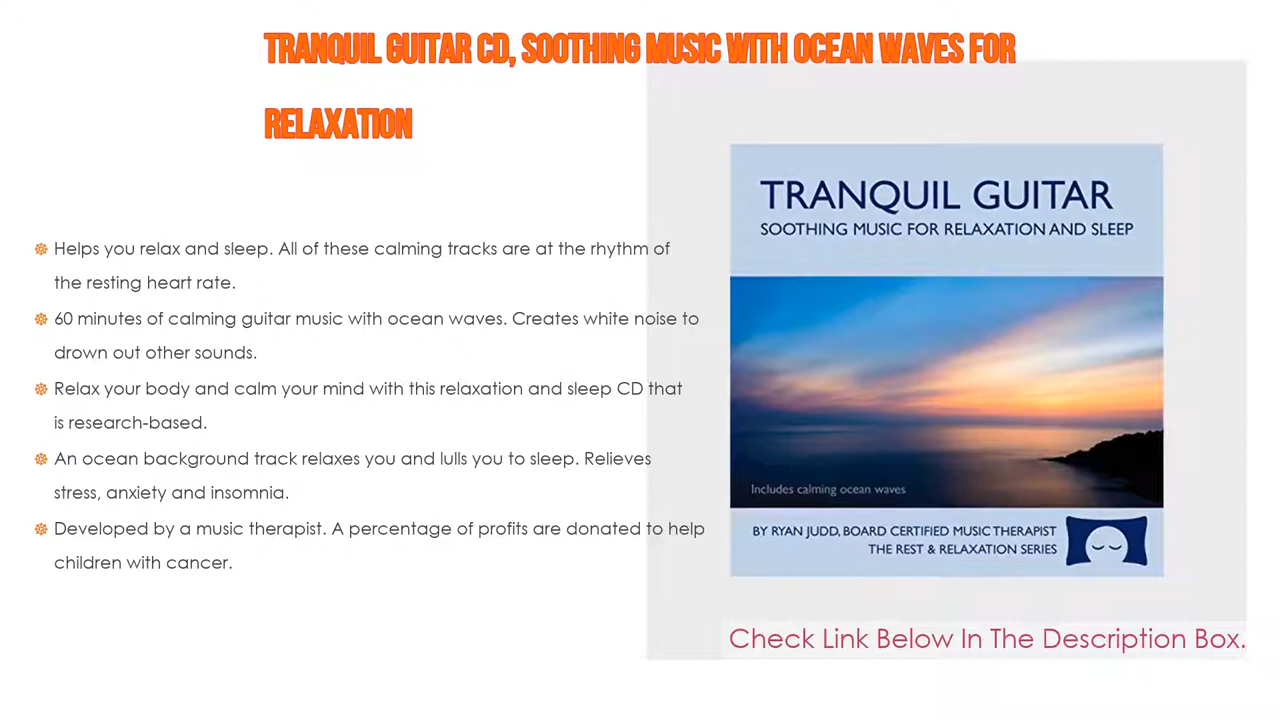 TRANQUIL GUITAR CD, SOOTHING MUSIC WITH OCEAN WAVES FOR
RELAXATION
Helps you relax and sleep. All of these calming tracks are at the rhythm of
the resting heart rate.
60 minutes of calming guitar music with ocean waves. Creates white noise to
drown out other sounds.
Relax your body and calm your mind with this relaxation and sleep CD that
is research-based.
An ocean background track relaxes you and lulls you to sleep. Relieves
stress, anxiety and insomnia.
Developed by a music therapist. A percentage of profits are donated to help
children with cancer.
TRANQUIL GUITAR
SOOTHING MUSIC FOR RELAXATION AND SLEEP
Includes calming ocean waves
BY RYAN JUDD, BOARD CERTIFIED MUSIC THERAPIST
THE REST & RELAXATION SERIES
Check Link Below In The Description Box.